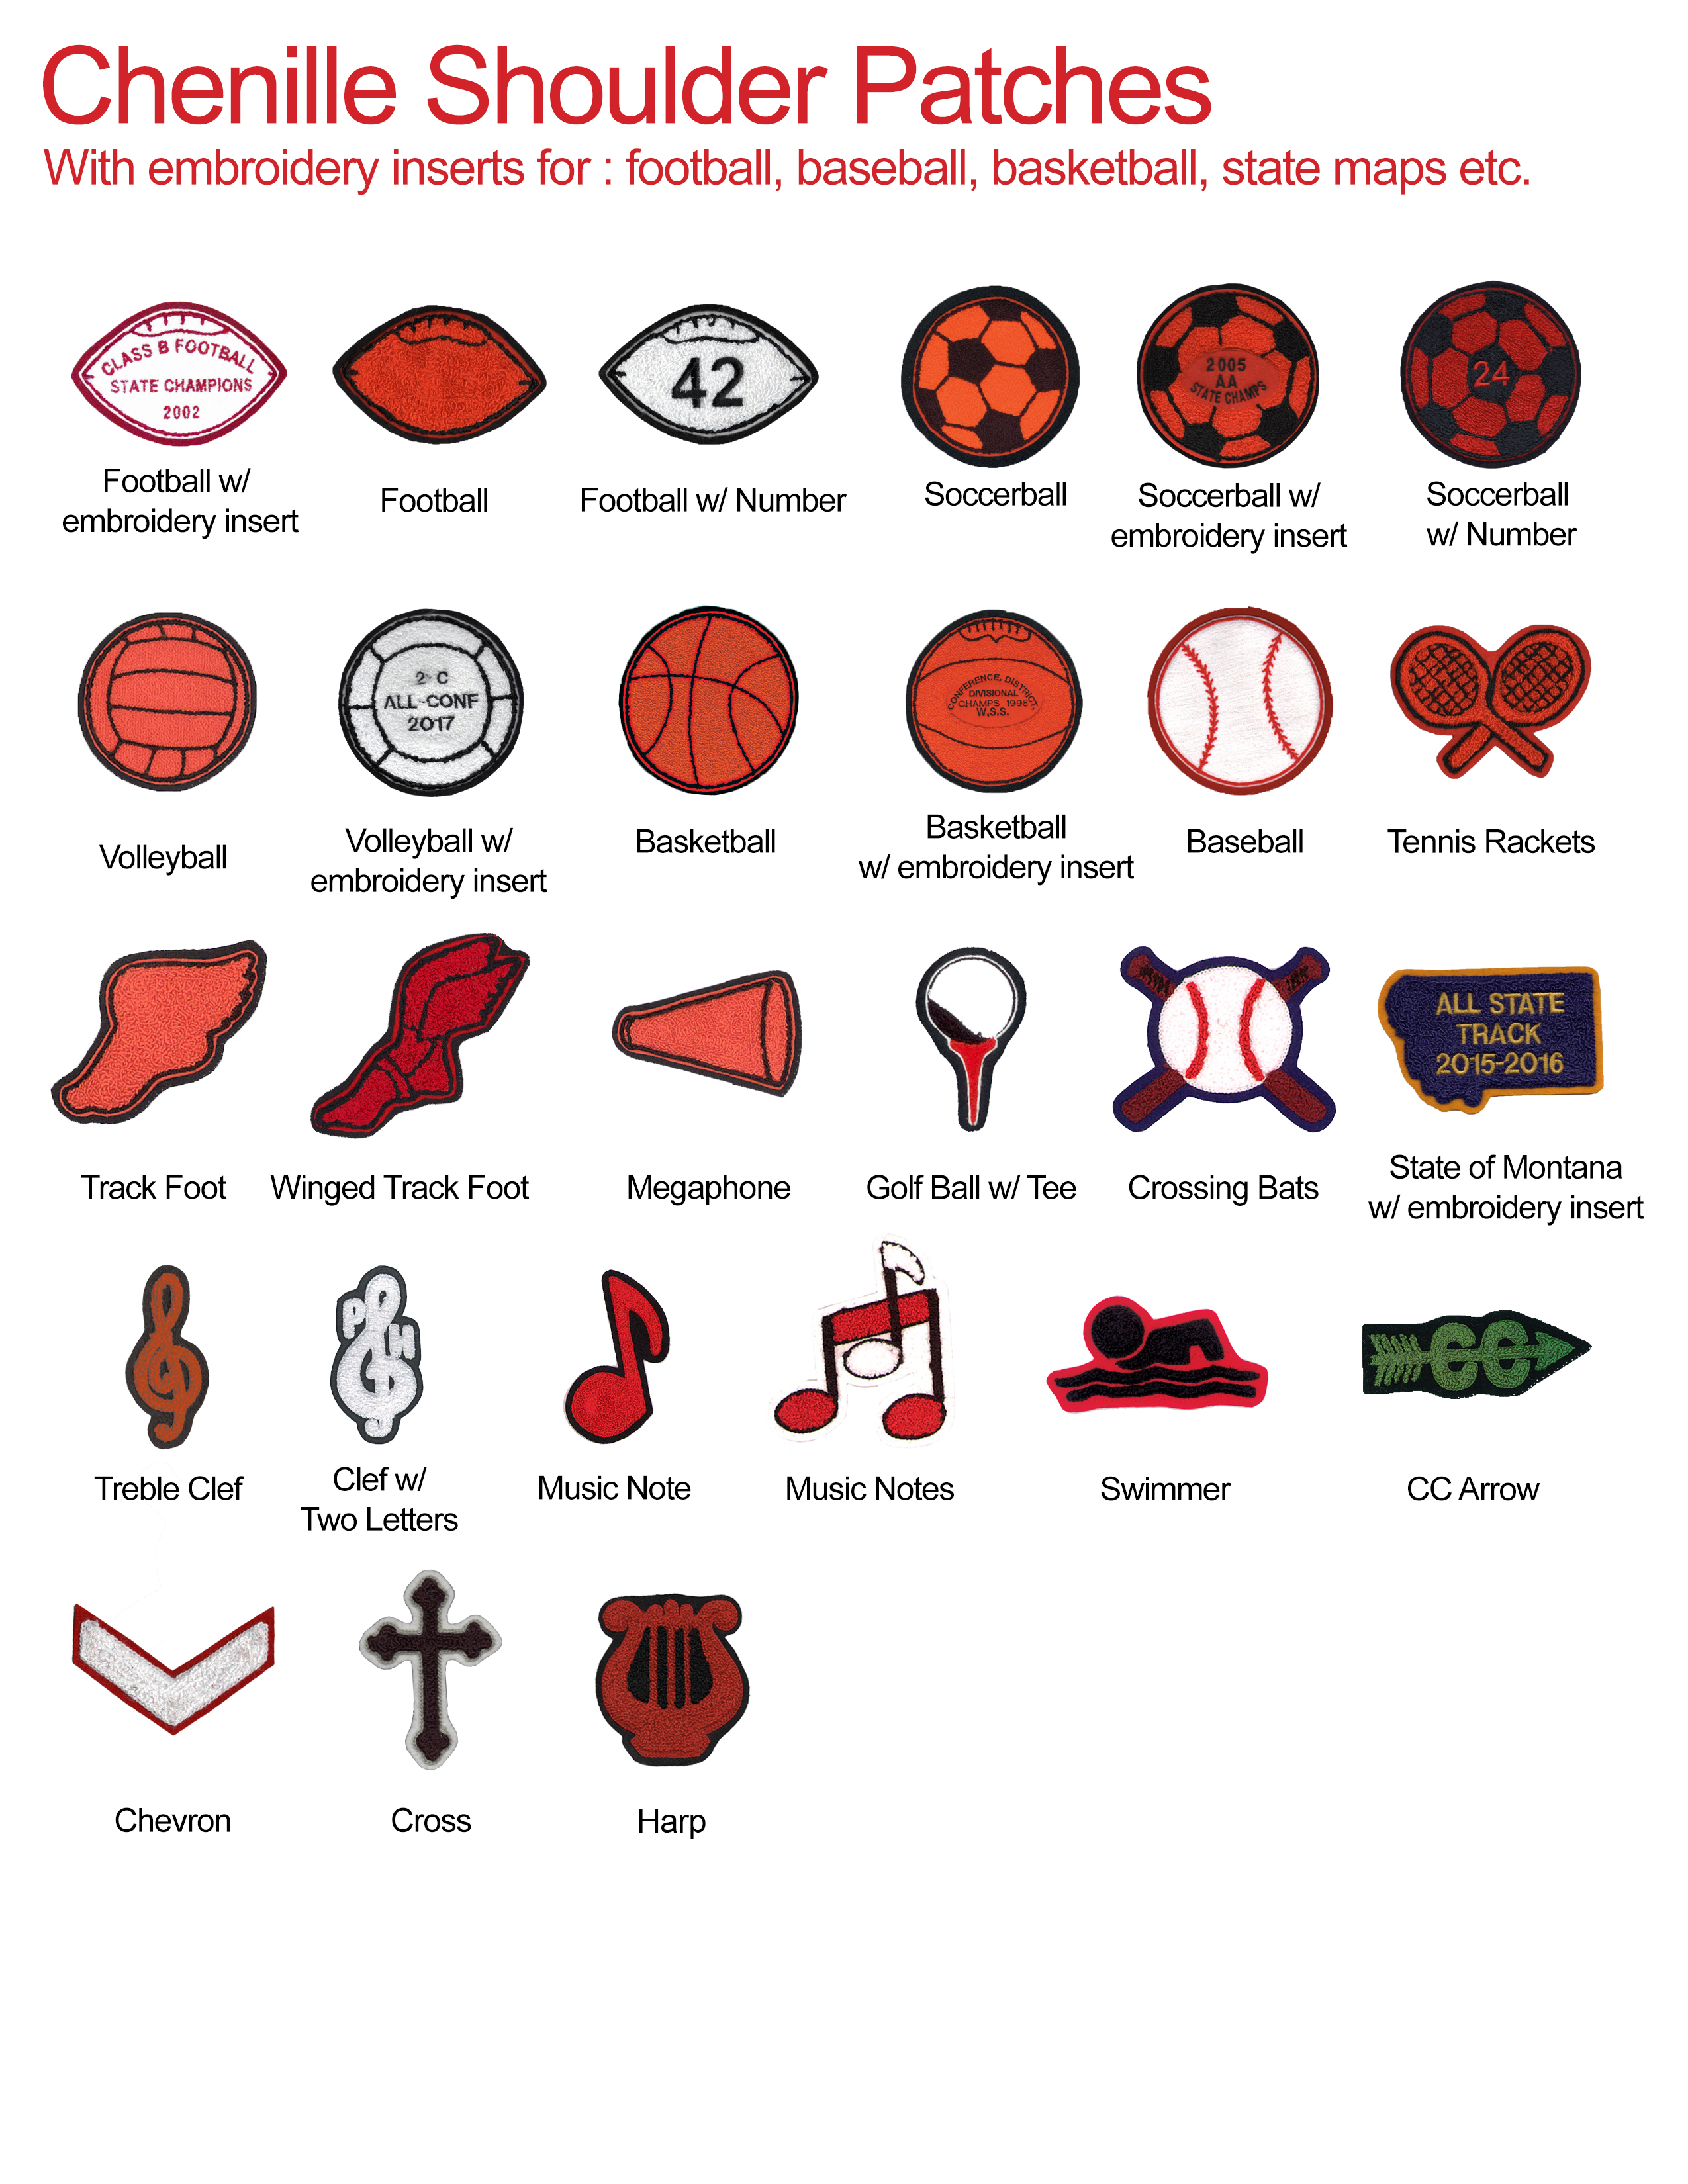 Chenille Shoulder Patches
With embroidery inserts for : football, baseball, basketball, state maps etc.
CLASS B FOOTBALL
STATE CHAMPIONS
2002
42
2005
AA
STATE CHAMPS
24
Football w/
embroidery insert
Football
Football w/ Number
Soccerball
Soccerball w/
embroidery insert
Soccerball
w/ Number
2 C
ALL-CONF
2017
CONFERENCE, DISTRICT
DIVISIONAL
CHAMPS 1998
W.S.S.
Volleyball
Volleyball w/
embroidery insert
Basketball
Basketball
w/ embroidery insert
Baseball
Tennis Rackets
ALL STATE
TRACK
2015-2016
Track Foot
Winged Track Foot
Megaphone
Golf Ball w/ Tee
Crossing Bats
State of Montana
w/ embroidery insert
P
H
CC
Treble Clef
Clef w/
Two Letters
Music Note
Music Notes
Swimmer
CC Arrow
Chevron
Cross
Harp